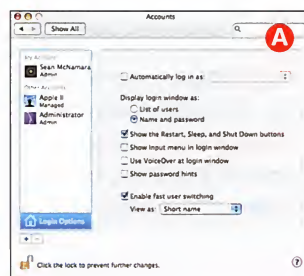 Accounts
Show All
A
My Account
Sean McNamara
Admin
Other Accounts
Apple II
Managed
Administrator
Admin
Login Options
Automatically log in as:
Display login window as:
List of users
Name and password
Show the Restart, Sleep, and Shut Down buttons
Show Input menu in login window
Use VoiceOver at login window
Show password hints
Enable fast user switching
View as: Short name
+ −
Click the lock to prevent further changes.
?